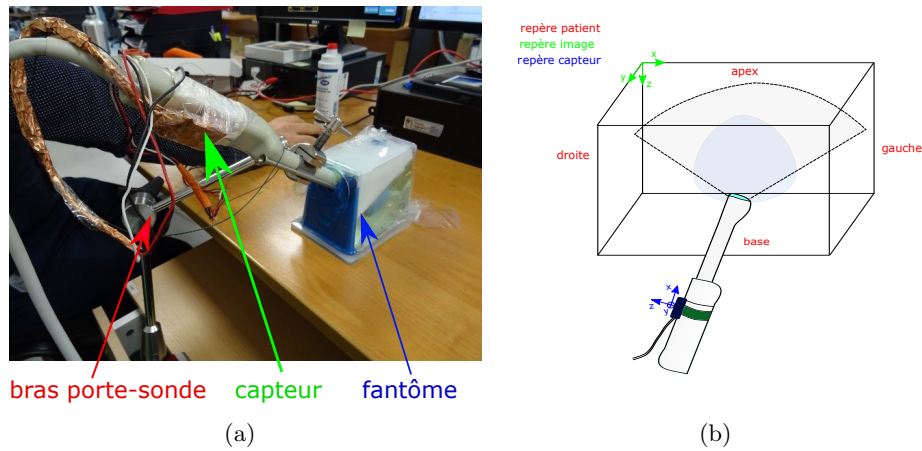 bras porte-sonde
capteur
fantôme
(a)
repère patient
repère image
repère capteur
x
y
z
apex
droite
gauche
base
x
z
y
(b)